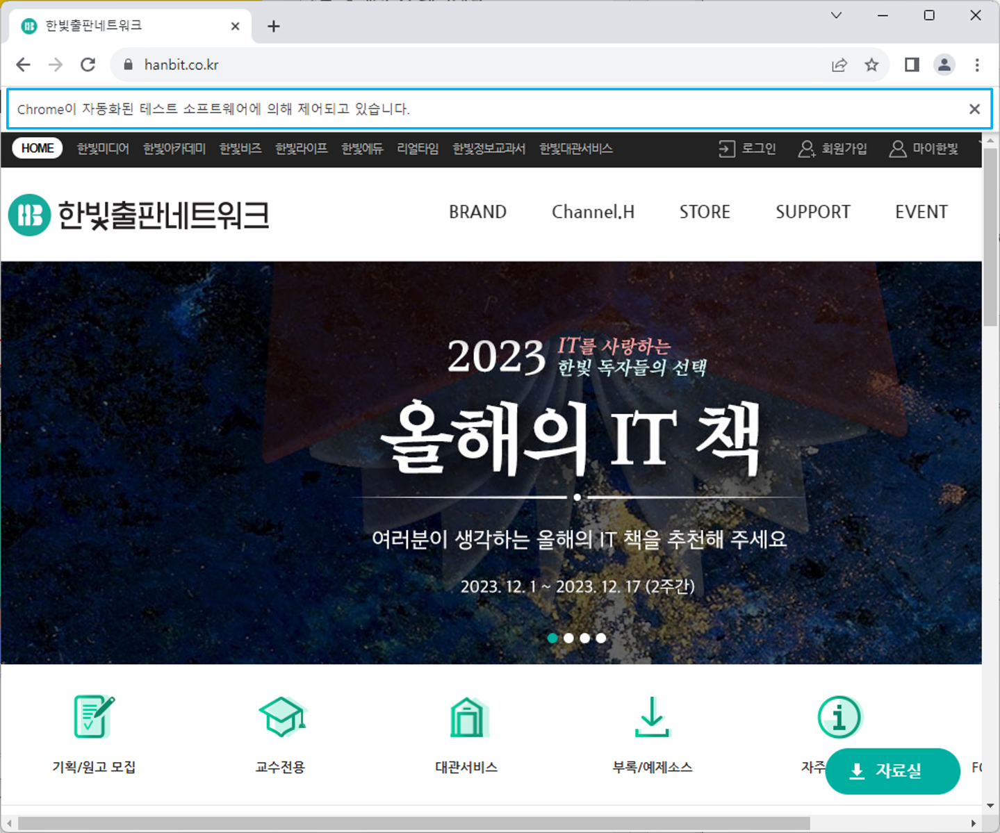 한빛출판네트워크
hanbit.co.kr
Chrome이 자동화된 테스트 소프트웨어에 의해 제어되고 있습니다.
HOME 한빛미디어 한빛아카데미 한빛비즈 한빛라이프 한빛에듀 리얼타임 한빛정보교과서 한빛대관서비스 로그인 회원가입 마이한빛
한빛출판네트워크 BRAND Channel.H STORE SUPPORT EVENT
2023 IT를 사랑하는
한빛 독자들의 선택
올해의 IT 책
여러분이 생각하는 올해의 IT 책을 추천해 주세요
2023. 12. 1 ~ 2023. 12. 17 (2주간)
기획/원고 모집 교수전용 대관서비스 부록/예제소스 자주
자료실